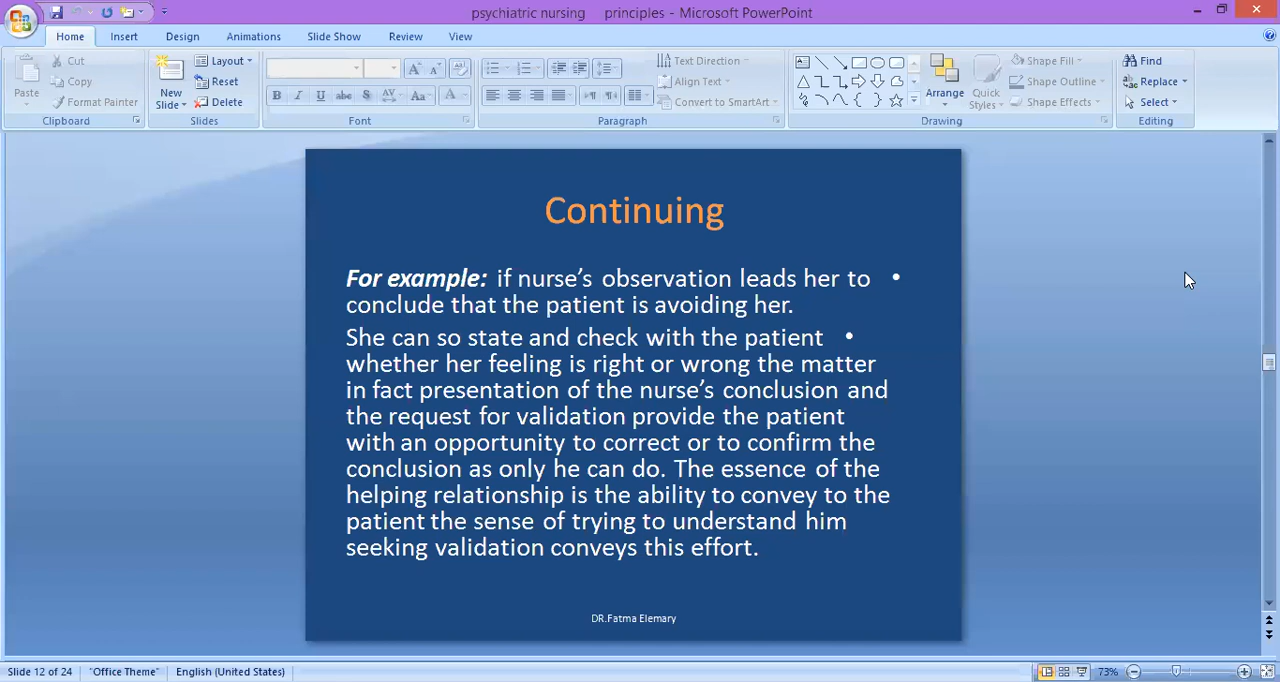 psychiatric nursing principles - Microsoft PowerPoint
Home Insert Design Animations Slide Show Review View
Paste
Cut
Copy
Format Painter
Clipboard
New
Slide
Layout
Reset
Delete
Slides
B I U abc S AV Aa A
Font
Text Direction
Align Text
Convert to SmartArt
Paragraph
Arrange
Quick
Styles
Shape Fill
Shape Outline
Shape Effects
Drawing
Find
Replace
Select
Editing
Continuing
• For example: if nurse’s observation leads her to
conclude that the patient is avoiding her.
• She can so state and check with the patient
whether her feeling is right or wrong the matter
in fact presentation of the nurse’s conclusion and
the request for validation provide the patient
with an opportunity to correct or to confirm the
conclusion as only he can do. The essence of the
helping relationship is the ability to convey to the
patient the sense of trying to understand him
seeking validation conveys this effort.
DR.Fatma Elemary
Slide 12 of 24 "Office Theme" English (United States) 73%